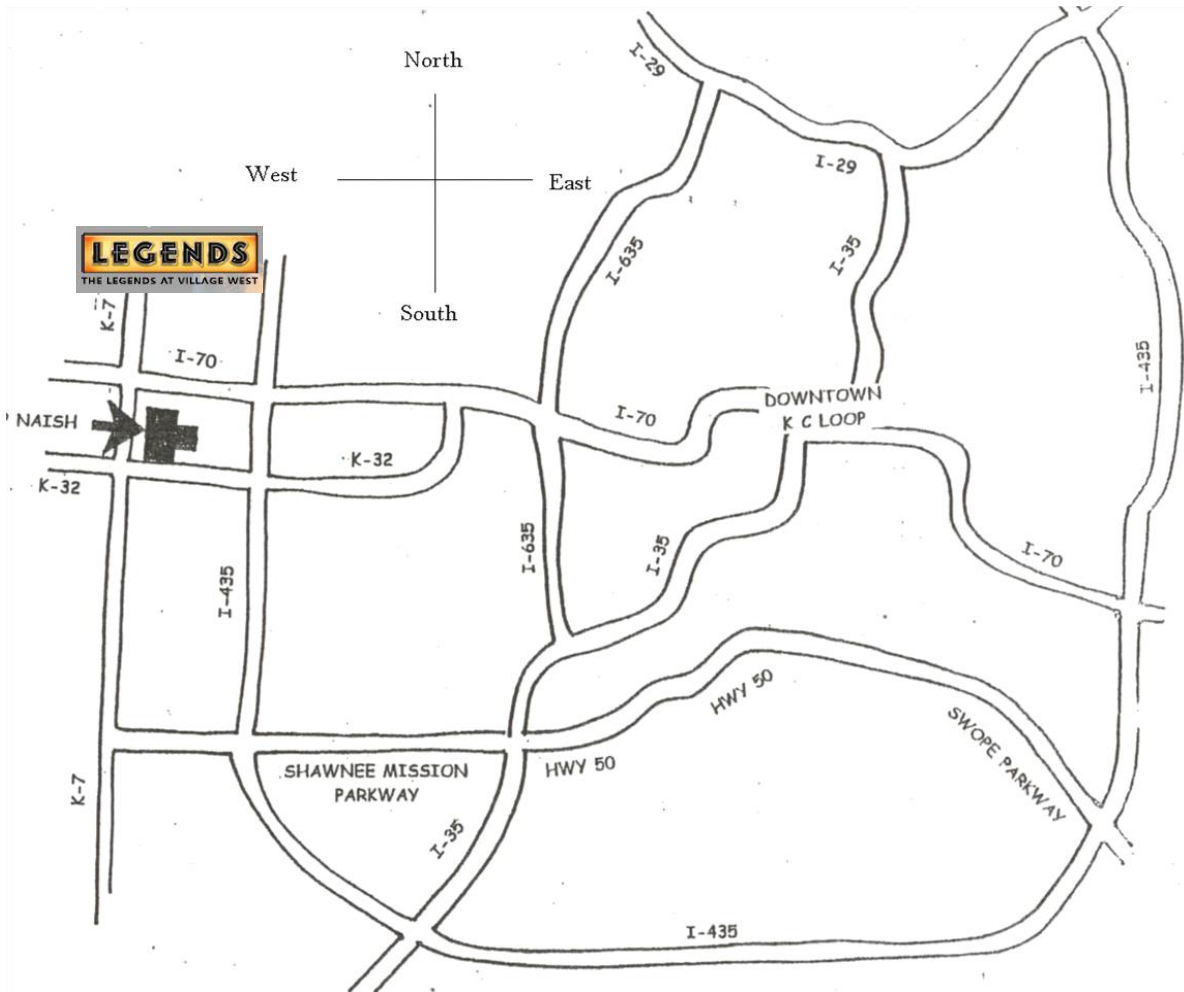 North
I-29
West
East
I-29
LEGENDS
THE LEGENDS AT VILLAGE WEST
I-635
I-35
South
K-7
I-70
I-435
DOWNTOWN
K C LOOP
I-70
NAISH
K-32
K-32
I-635
I-35
I-70
I-435
HWY 50
SWOPE PARKWAY
SHAWNEE MISSION
PARKWAY
HWY 50
K-7
I-35
I-435